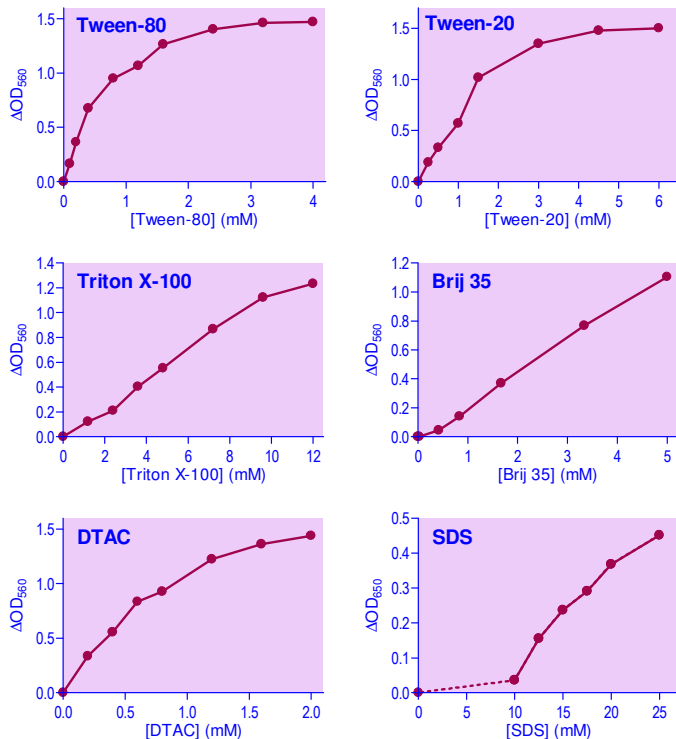 Tween-80
ΔOD560
1.5
1.0
0.5
0.0
0 1 2 3 4
[Tween-80] (mM)
Tween-20
ΔOD560
1.5
1.0
0.5
0.0
0 1 2 3 4 5 6
[Tween-20] (mM)
Triton X-100
ΔOD560
1.4
1.2
1.0
0.8
0.6
0.4
0.2
0.0
0 2 4 6 8 10 12
[Triton X-100] (mM)
Brij 35
ΔOD560
1.2
1.0
0.8
0.6
0.4
0.2
0.0
0 1 2 3 4 5
[Brij 35] (mM)
DTAC
ΔOD560
1.5
1.0
0.5
0.0
0.0 0.5 1.0 1.5 2.0
[DTAC] (mM)
SDS
ΔOD650
0.5
0.4
0.3
0.2
0.1
0.0
0 5 10 15 20 25
[SDS] (mM)